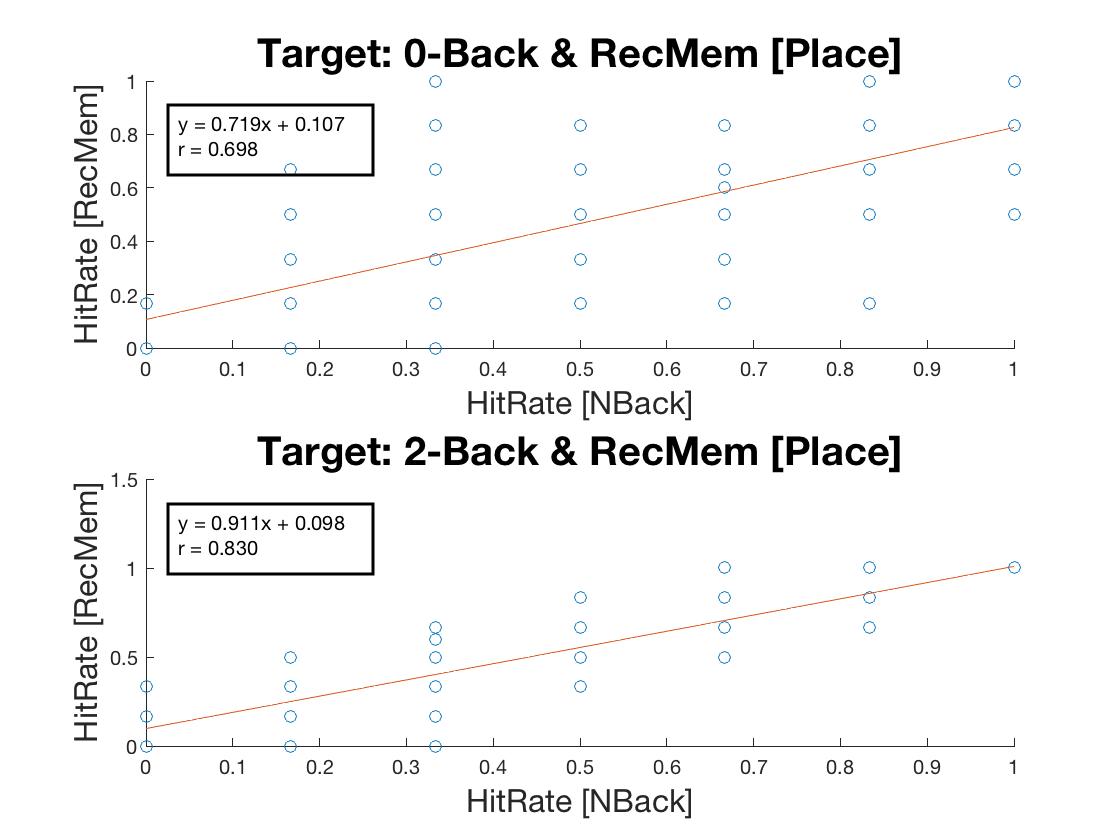 Target: 0-Back & RecMem [Place]
HitRate [RecMem]
1
0.8
0.6
0.4
0.2
0
y = 0.719x + 0.107
r = 0.698
0 0.1 0.2 0.3 0.4 0.5 0.6 0.7 0.8 0.9 1
HitRate [NBack]
Target: 2-Back & RecMem [Place]
HitRate [RecMem]
1.5
1
0.5
0
y = 0.911x + 0.098
r = 0.830
0 0.1 0.2 0.3 0.4 0.5 0.6 0.7 0.8 0.9 1
HitRate [NBack]